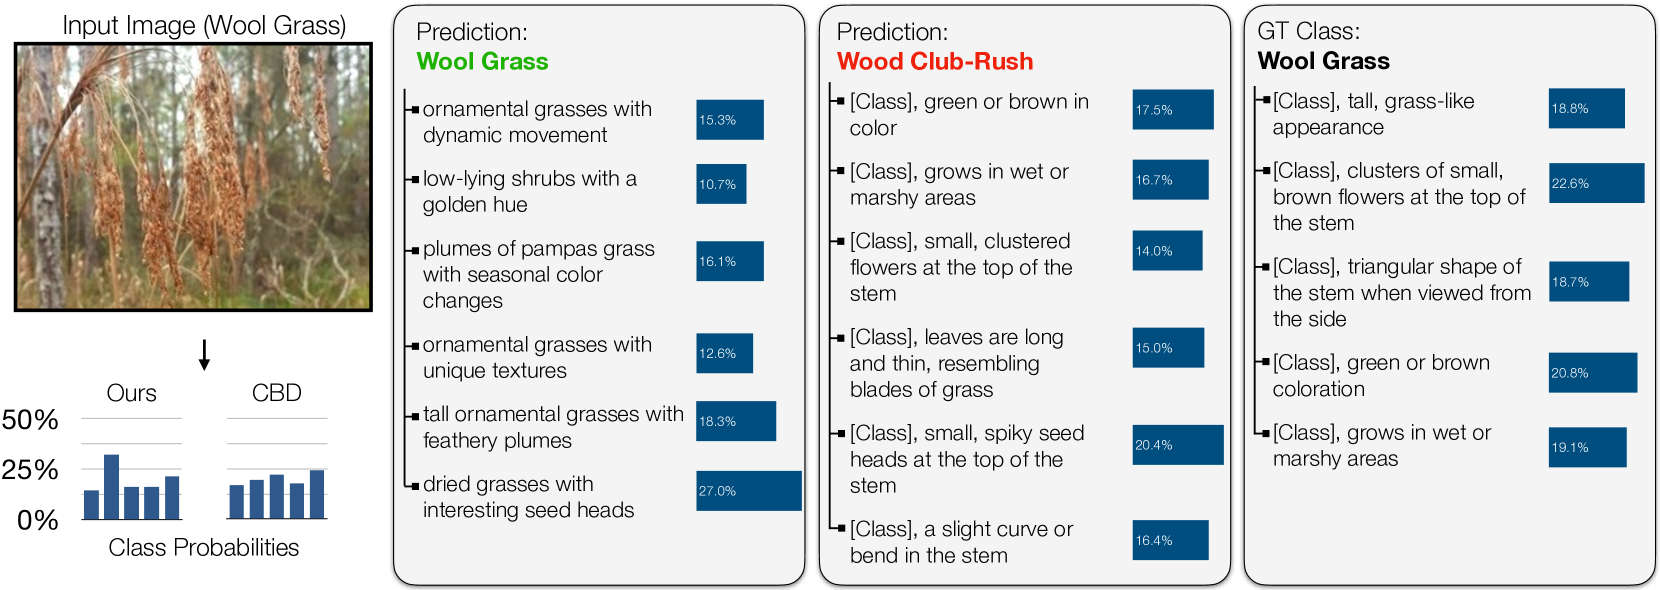 Input Image (Wool Grass)
Ours
CBD
50%
25%
0%
Class Probabilities
Prediction:
Wool Grass
ornamental grasses with
dynamic movement
15.3%
low-lying shrubs with a
golden hue
10.7%
plumes of pampas grass
with seasonal color
changes
16.1%
ornamental grasses with
unique textures
12.6%
tall ornamental grasses with
feathery plumes
18.3%
dried grasses with
interesting seed heads
27.0%
Prediction:
Wood Club-Rush
[Class], green or brown in
color
17.5%
[Class], grows in wet or
marshy areas
16.7%
[Class], small, clustered
flowers at the top of the
stem
14.0%
[Class], leaves are long
and thin, resembling
blades of grass
15.0%
[Class], small, spiky seed
heads at the top of the
stem
20.4%
[Class], a slight curve or
bend in the stem
16.4%
GT Class:
Wool Grass
[Class], tall, grass-like
appearance
18.8%
[Class], clusters of small,
brown flowers at the top of
the stem
22.6%
[Class], triangular shape of
the stem when viewed from
the side
18.7%
[Class], green or brown
coloration
20.8%
[Class], grows in wet or
marshy areas
19.1%